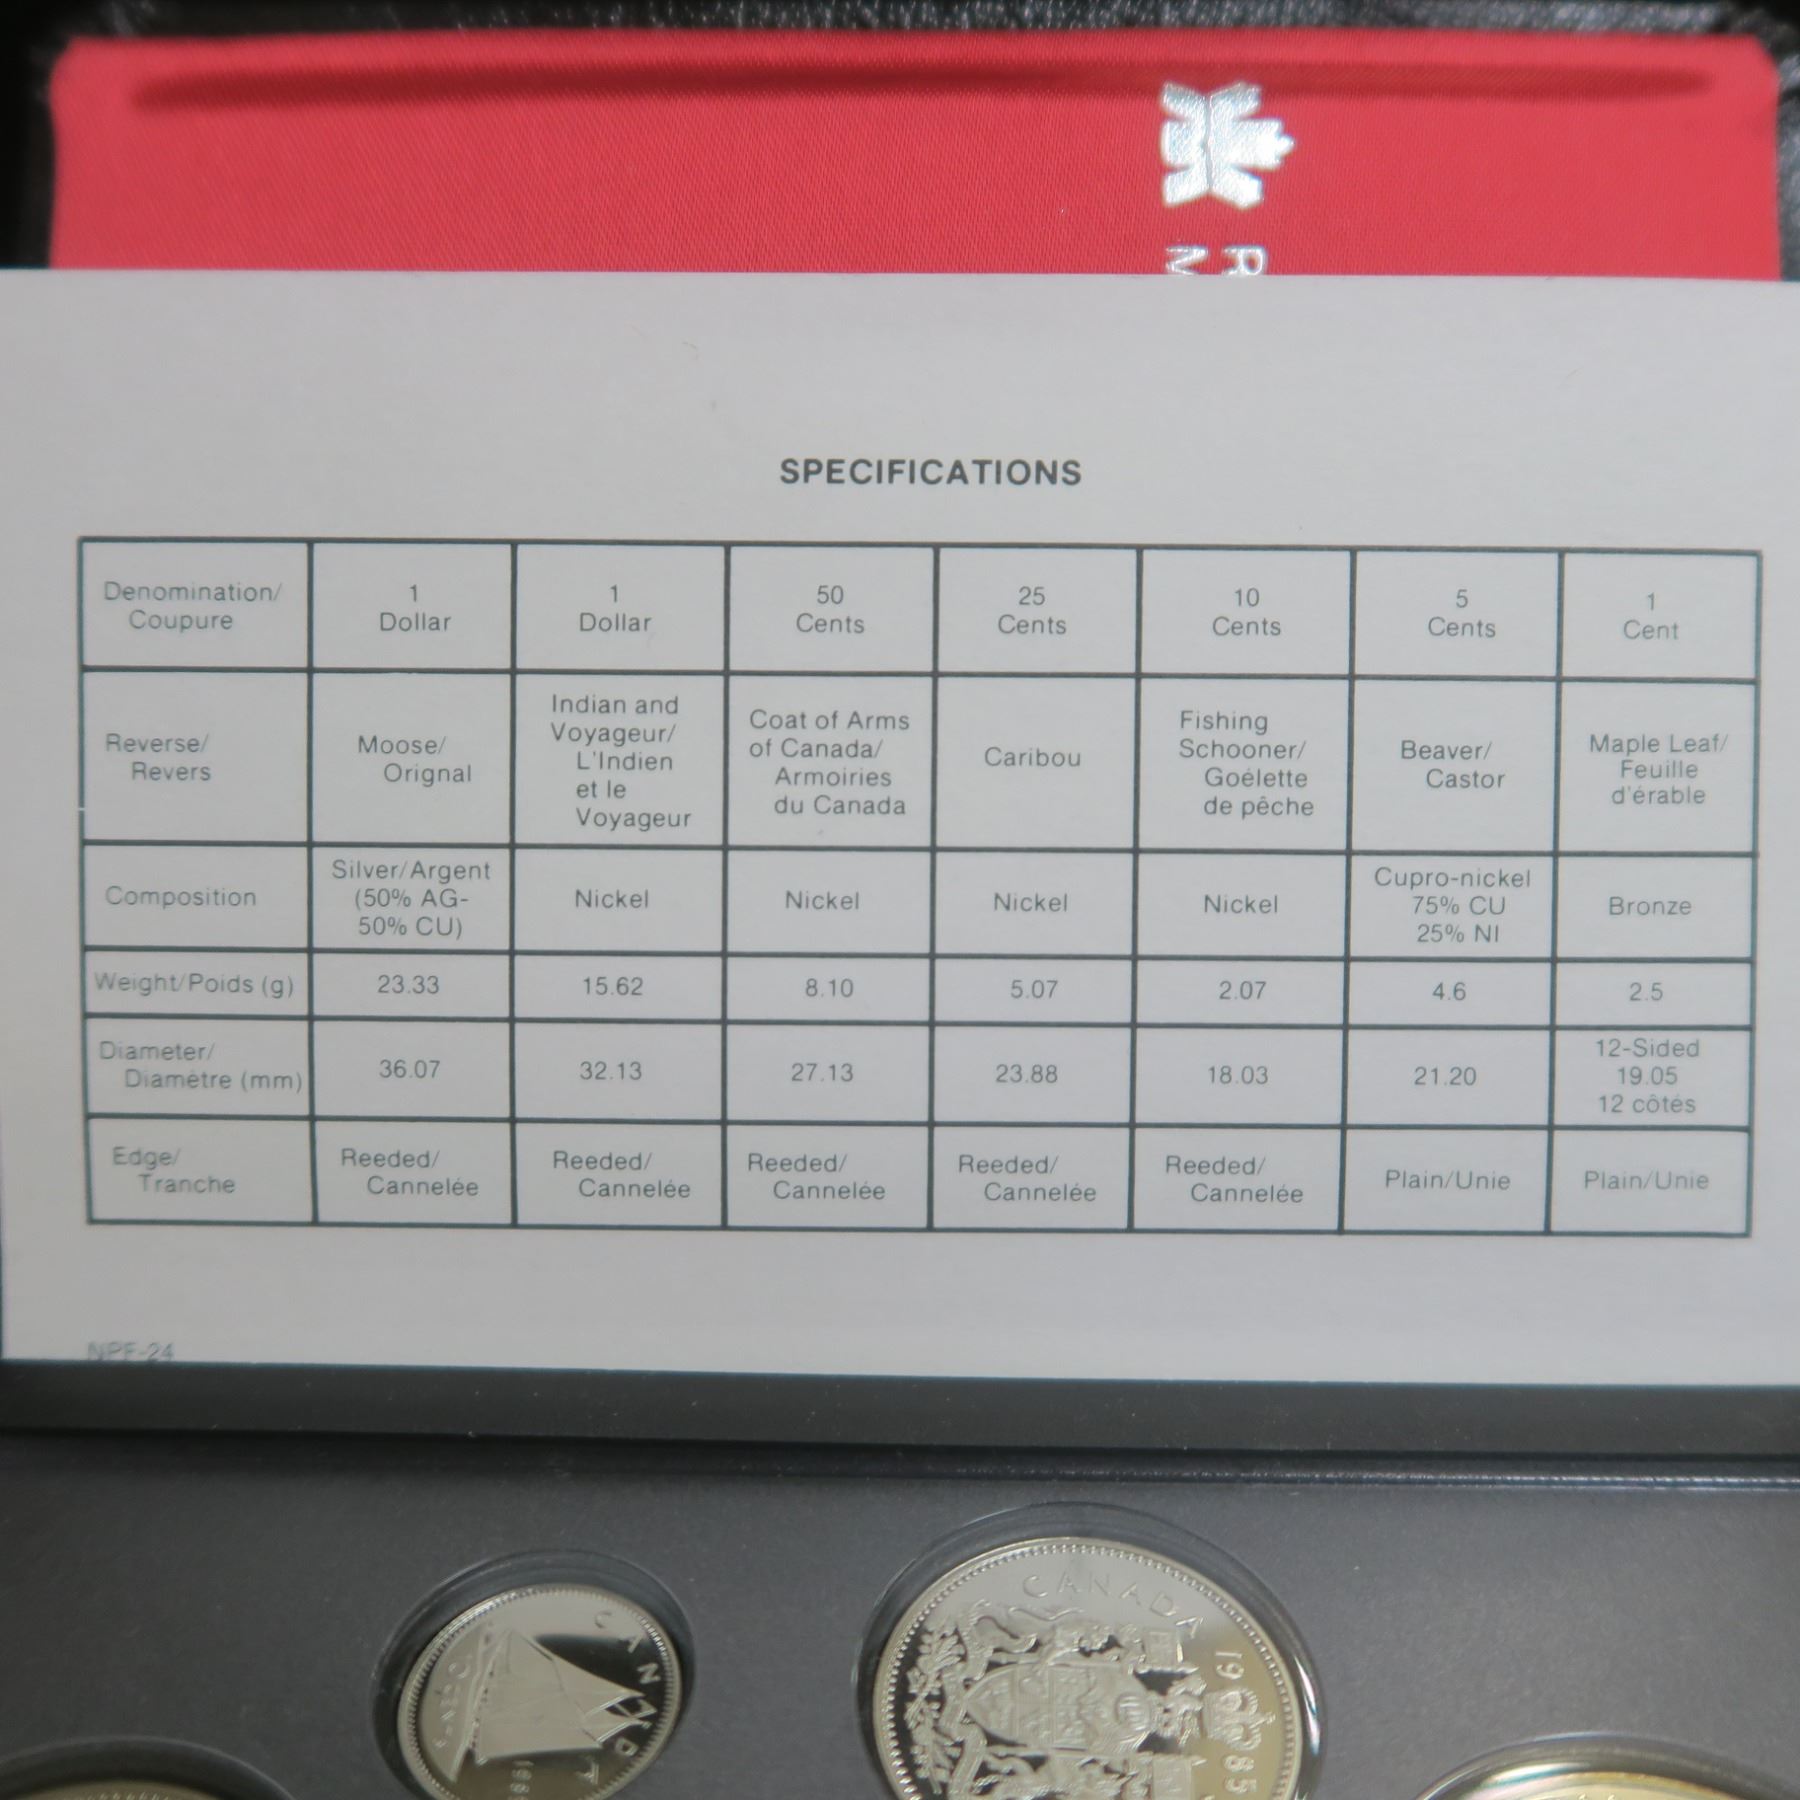 R
M
SPECIFICATIONS
Denomination/
Coupure
1
Dollar
1
Dollar
50
Cents
25
Cents
10
Cents
5
Cents
1
Cent
Reverse/
Revers
Moose/
Orignal
Indian and
Voyageur/
L'Indien
et le
Voyageur
Coat of Arms
of Canada/
Armoiries
du Canada
Caribou
Fishing
Schooner/
Goélette
de pêche
Beaver/
Castor
Maple Leaf/
Feuille
d'érable
Composition
Silver/Argent
(50% AG-
50% CU)
Nickel
Nickel
Nickel
Nickel
Cupro-nickel
75% CU
25% NI
Bronze
Weight/Poids (g)
23.33
15.62
8.10
5.07
2.07
4.6
2.5
Diameter/
Diamètre (mm)
36.07
32.13
27.13
23.88
18.03
21.20
12-Sided
19.05
12 côtés
Edge/
Tranche
Reeded/
Cannelée
Reeded/
Cannelée
Reeded/
Cannelée
Reeded/
Cannelée
Reeded/
Cannelée
Plain/Unie
Plain/Unie
NPF-24
CANAD
CANADA
1985